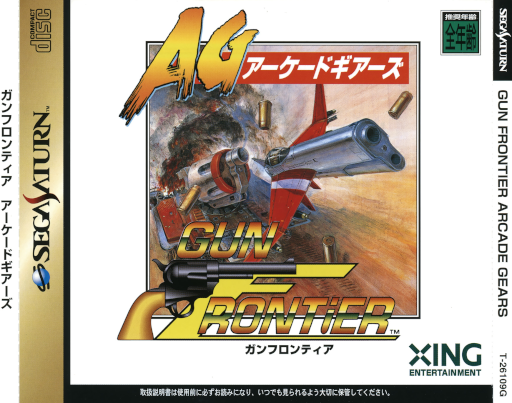 COMPACT
disc
SEGA SATURN™
ガンフロンティア アーケードギアーズ
AG
アーケードギアーズ
推奨年齢
全年齢
GUN
FRONTiER™
ガンフロンティア
XING
ENTERTAINMENT
取扱説明書は使用前に必ずお読みになり、いつでも見られるよう大切に保管してください。
SEGA SATURN
GUN FRONTIER ARCADE GEARS
T-26109G